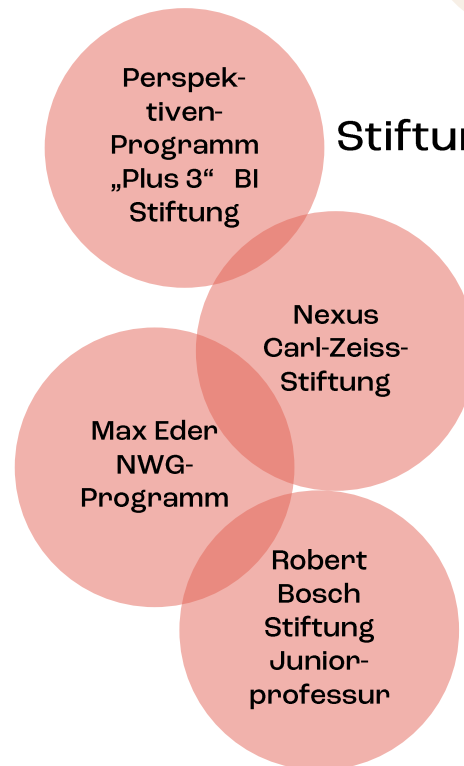 Perspek-
tiven-
Programm
„Plus 3“ BI
Stiftung
Nexus
Carl-Zeiss-
Stiftung
Max Eder
NWG-
Programm
Robert
Bosch
Stiftung
Junior-
professur